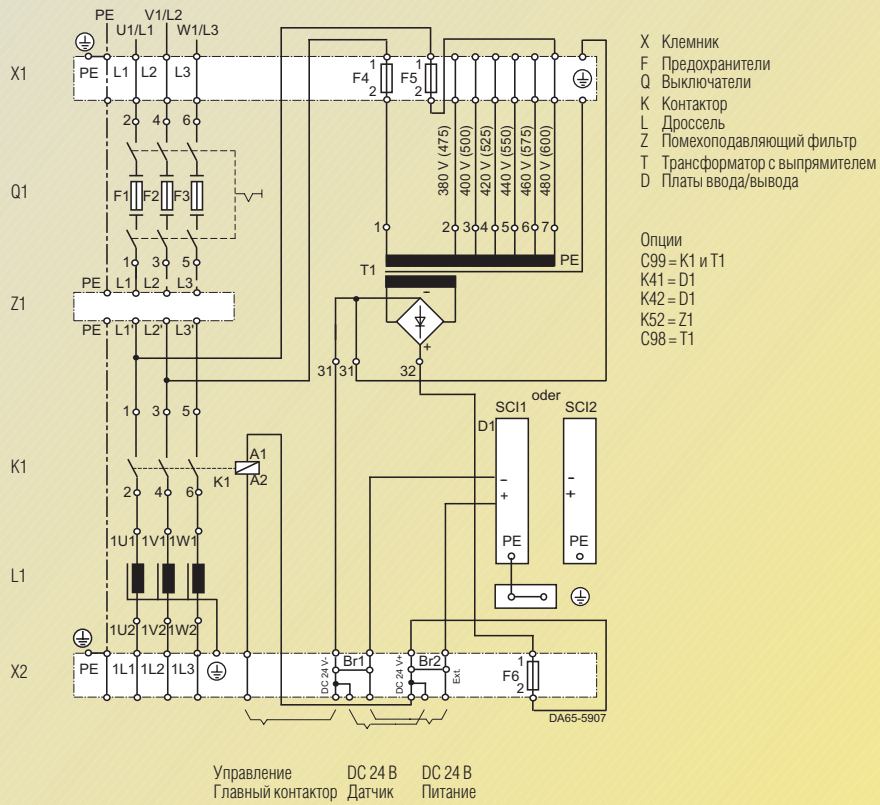 PE V1/L2
U1/L1 W1/L3
X1
PE L1 L2 L3
F4 1 2
F5 1 2
2 4 6
380 V (475)
400 V (500)
420 V (525)
440 V (550)
460 V (575)
480 V (600)
Q1
F1 F2 F3
1 3 5
1 2 3 4 5 6 7
T1
PE
PE L1 L2 L3
Z1
PE L1' L2' L3'
-
+
31 31 32
1 3 5
oder
SCI1 SCI2
D1
K1
K1
A1
A2
2 4 6
-
+
-
+
1U1 1V1 1W1
PE PE
L1
1U2 1V2 1W2
X2
PE 1L1 1L2 1L3
DC 24 V-
Br1
DC 24 V+
Br2
Ext.
F6 1 2
DA65-5907
Управление
Главный контактор
DC 24 В
Датчик
DC 24 В
Питание
X Клемник
F Предохранители
Q Выключатели
K Контактор
L Дроссель
Z Помехоподавляющий фильтр
T Трансформатор с выпрямителем
D Платы ввода/вывода
Опции
C99 = K1 и T1
K41 = D1
K42 = D1
K52 = Z1
C98 = T1